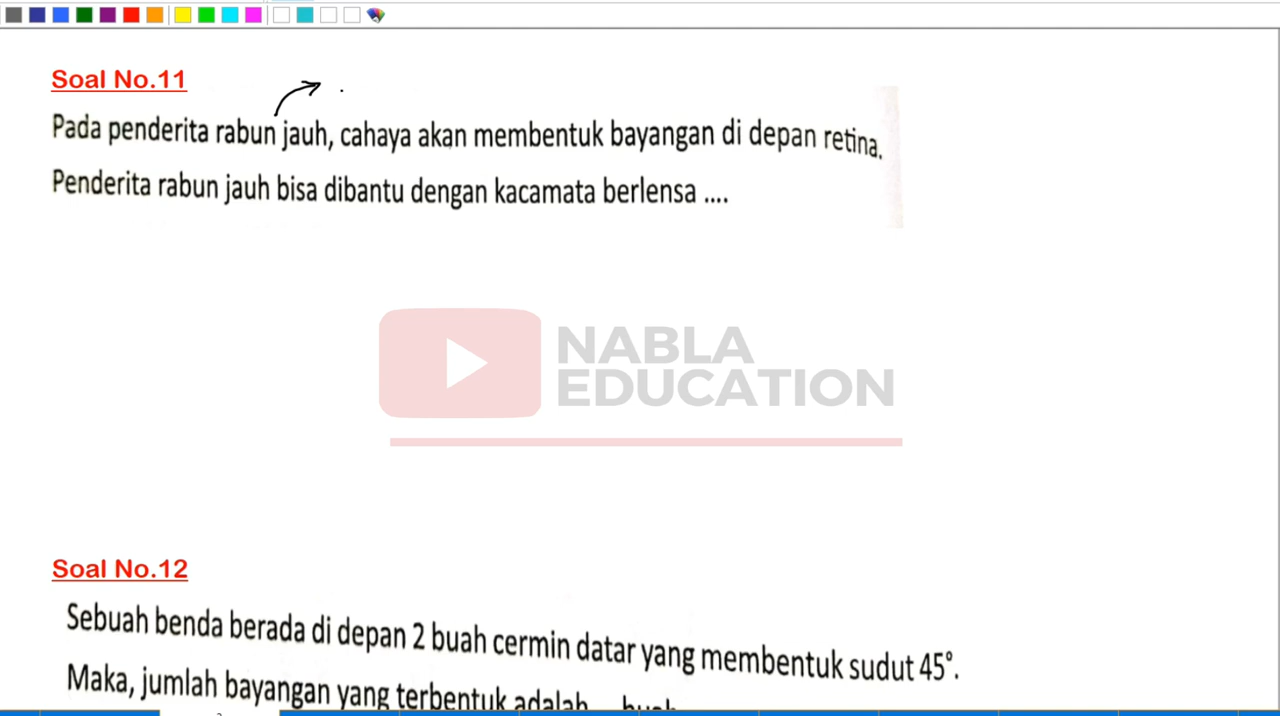 Soal No.11
Pada penderita rabun jauh, cahaya akan membentuk bayangan di depan retina.
Penderita rabun jauh bisa dibantu dengan kacamata berlensa ....
NABLA
EDUCATION
Soal No.12
Sebuah benda berada di depan 2 buah cermin datar yang membentuk sudut 45°.
Maka, jumlah bayangan yang terbentuk adalah